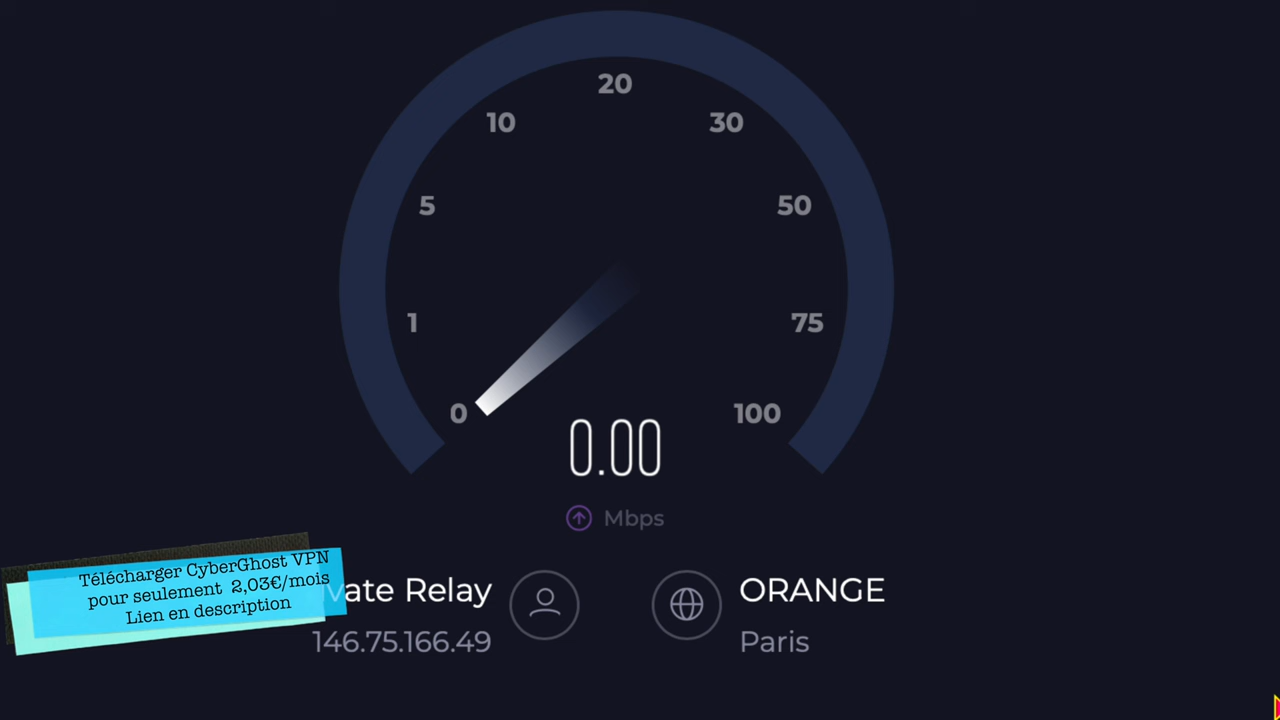 20
10
30
5
50
1
75
0
100
0.00
Mbps
Télécharger CyberGhost VPN
pour seulement 2,03€/mois
Lien en description
vate Relay
146.75.166.49
ORANGE
Paris